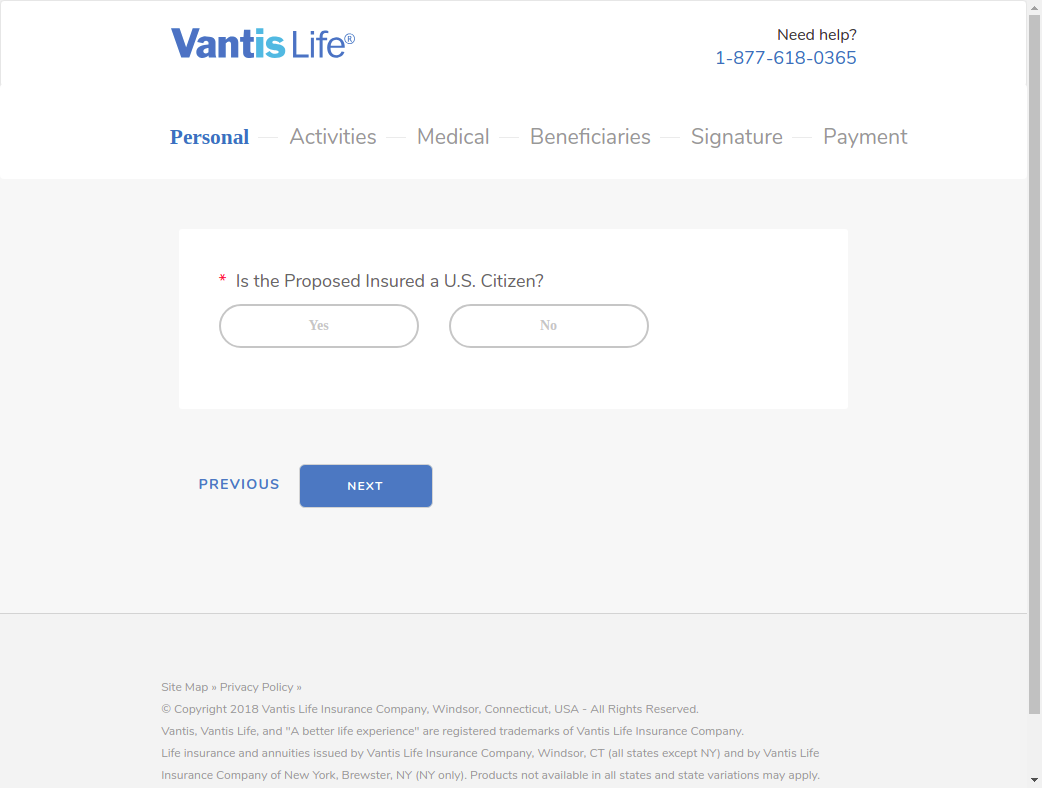 Vantis Life®
Need help?
1-877-618-0365
Personal Activities Medical Beneficiaries Signature Payment
* Is the Proposed Insured a U.S. Citizen?
Yes No
PREVIOUS NEXT
Site Map » Privacy Policy »
© Copyright 2018 Vantis Life Insurance Company, Windsor, Connecticut, USA - All Rights Reserved.
Vantis, Vantis Life, and "A better life experience" are registered trademarks of Vantis Life Insurance Company.
Life insurance and annuities issued by Vantis Life Insurance Company, Windsor, CT (all states except NY) and by Vantis Life
Insurance Company of New York, Brewster, NY (NY only). Products not available in all states and state variations may apply.